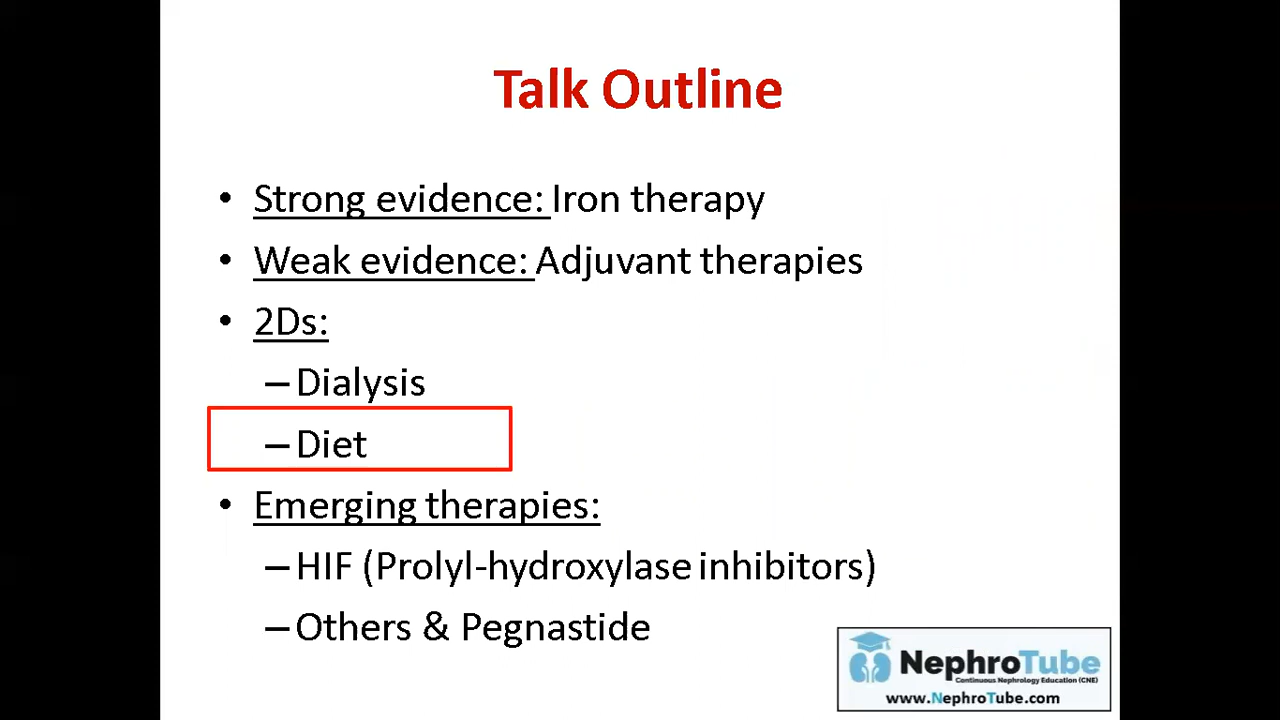 Talk Outline
• Strong evidence: Iron therapy
• Weak evidence: Adjuvant therapies
• 2Ds:
– Dialysis
– Diet
• Emerging therapies:
– HIF (Prolyl-hydroxylase inhibitors)
– Others & Pegnastide
NephroTube
Continuous Nephrology Education (CNE)
www.NephroTube.com